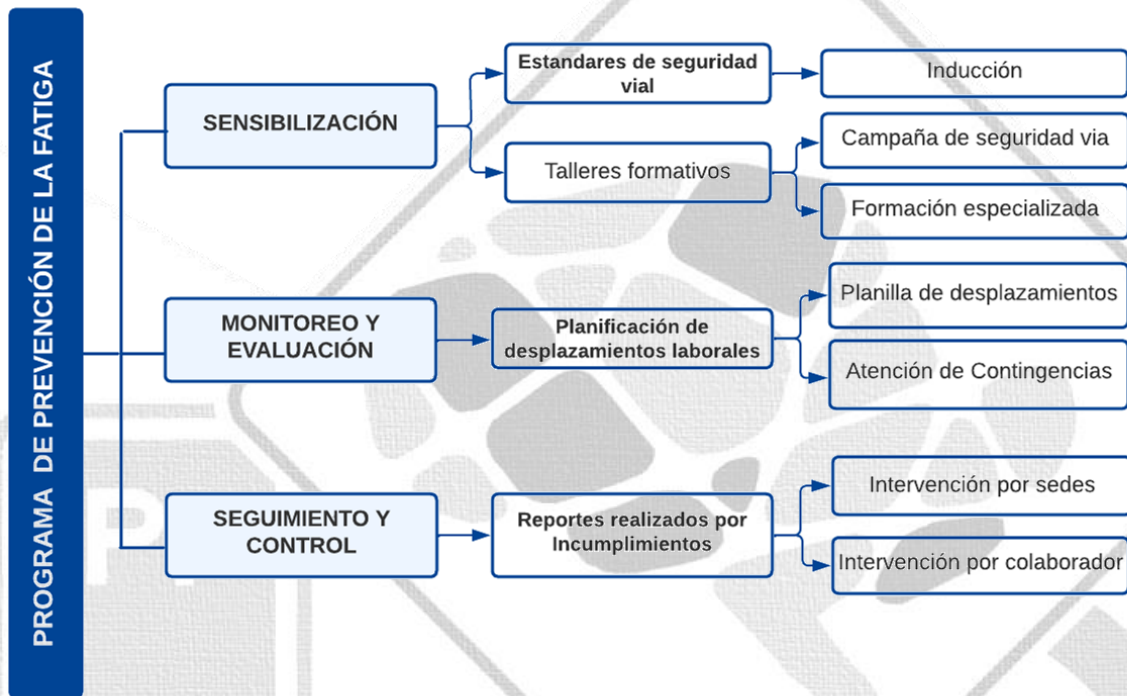 PROGRAMA DE PREVENCIÓN DE LA FATIGA
SENSIBILIZACIÓN
Estandares de seguridad
vial
Inducción
Talleres formativos
Campaña de seguridad via
Formación especializada
MONITOREO Y
EVALUACIÓN
Planificación de
desplazamientos laborales
Planilla de desplazamientos
Atención de Contingencias
SEGUIMIENTO Y
CONTROL
Reportes realizados por
Incumplimientos
Intervención por sedes
Intervención por colaborador